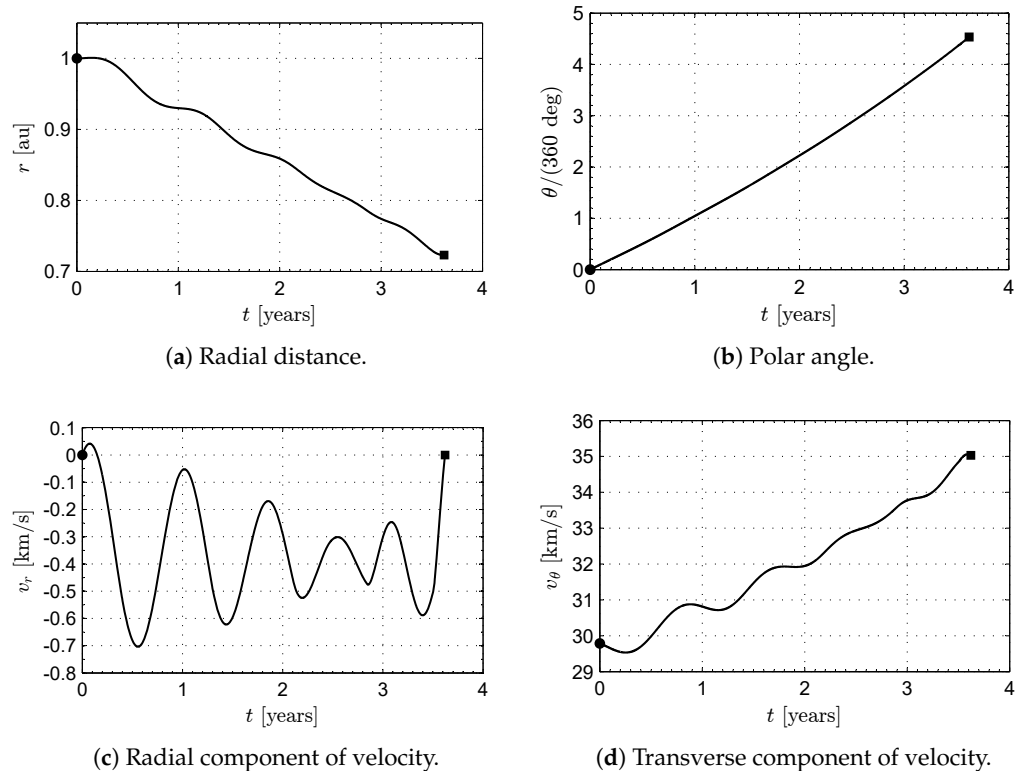 1
0.9
0.8
0.7
r [au]
0 1 2 3 4
t [years]
(a) Radial distance.
5
4
3
2
1
0
θ/(360 deg)
0 1 2 3 4
t [years]
(b) Polar angle.
0.1
0
-0.1
-0.2
-0.3
-0.4
-0.5
-0.6
-0.7
-0.8
v_r [km/s]
0 1 2 3 4
t [years]
(c) Radial component of velocity.
36
35
34
33
32
31
30
29
v_θ [km/s]
0 1 2 3 4
t [years]
(d) Transverse component of velocity.